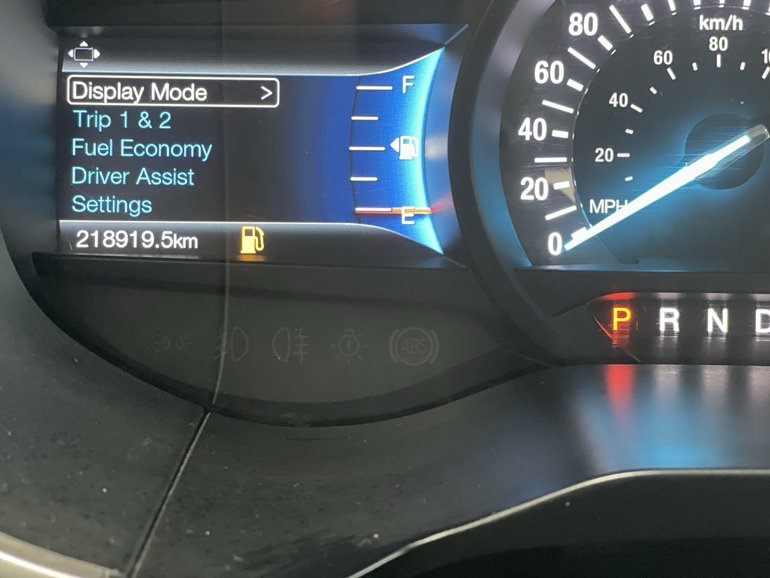 Display Mode >
Trip 1 & 2
Fuel Economy
Driver Assist
Settings
218919.5km
F
E
80
60
40
20
0
MPH
km/h
80
60
40
20
P R N D
ABS